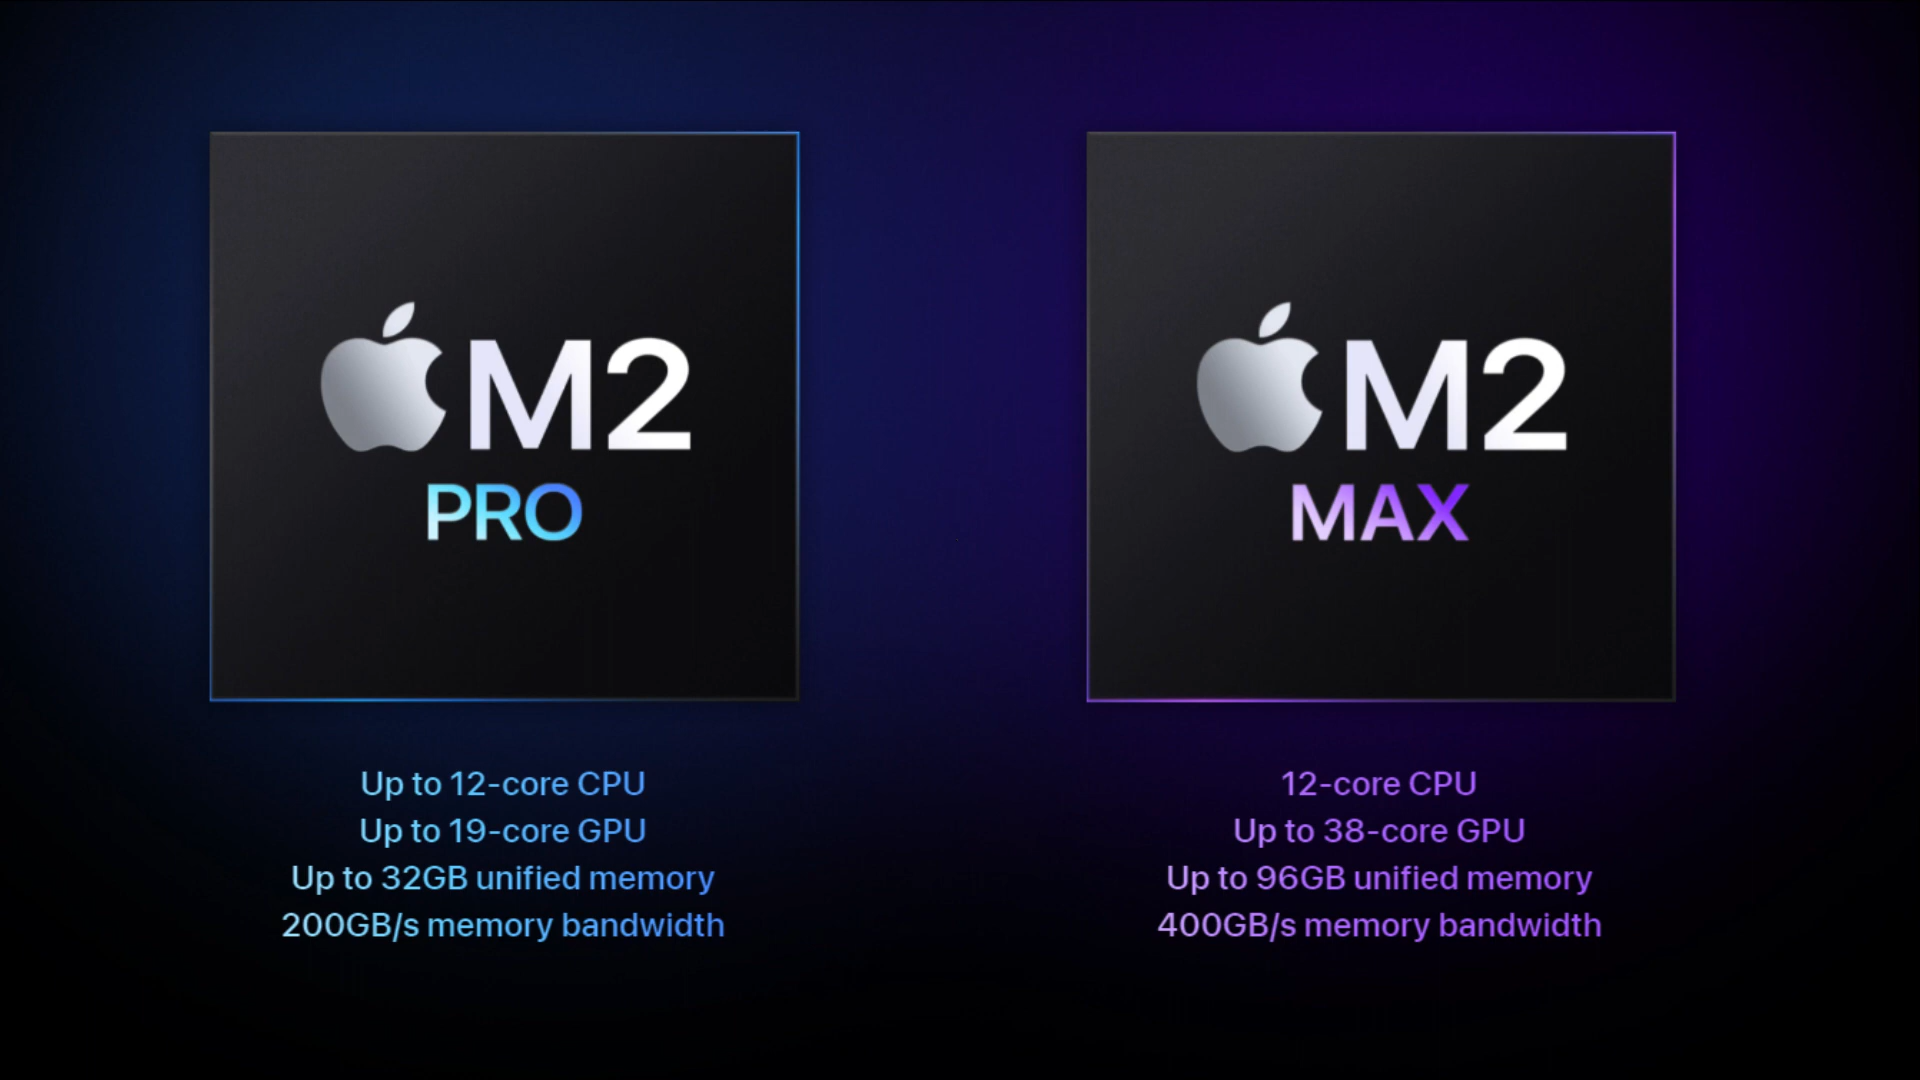 M2
PRO
Up to 12-core CPU
Up to 19-core GPU
Up to 32GB unified memory
200GB/s memory bandwidth
M2
MAX
12-core CPU
Up to 38-core GPU
Up to 96GB unified memory
400GB/s memory bandwidth